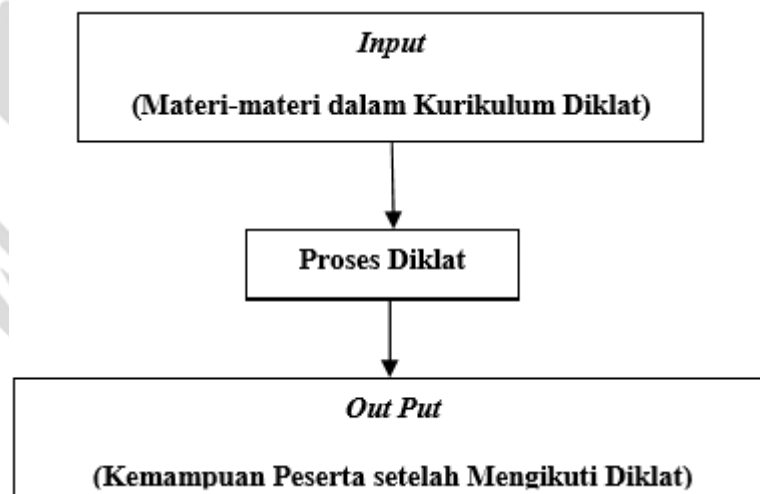 Input
(Materi-materi dalam Kurikulum Diklat)
Proses Diklat
Out Put
(Kemampuan Peserta setelah Mengikuti Diklat)